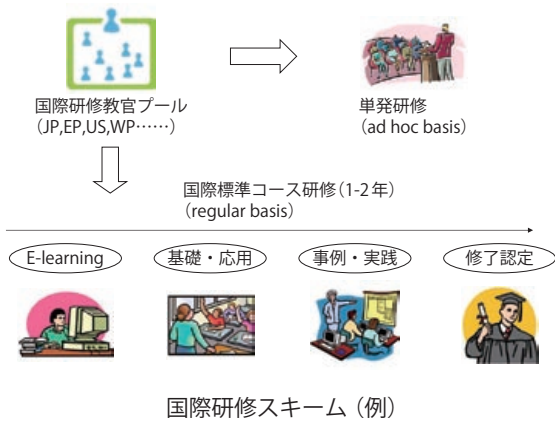 国際研修教官プール
(JP,EP,US,WP……)
単発研修
(ad hoc basis)
国際標準コース研修(1-2年)
(regular basis)
E-learning
基礎・応用
事例・実践
修了認定
国際研修スキーム(例)